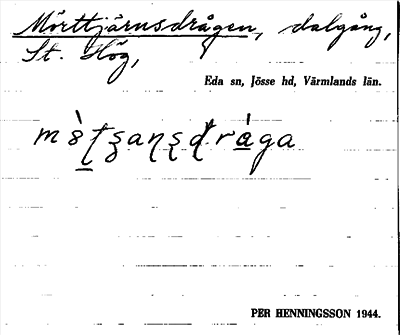 Mörttjärnsdrågen, dalgång,
St. Hög,
Eda sn, Jösse hd, Värmlands län.
PER HENNINGSSON 1944.